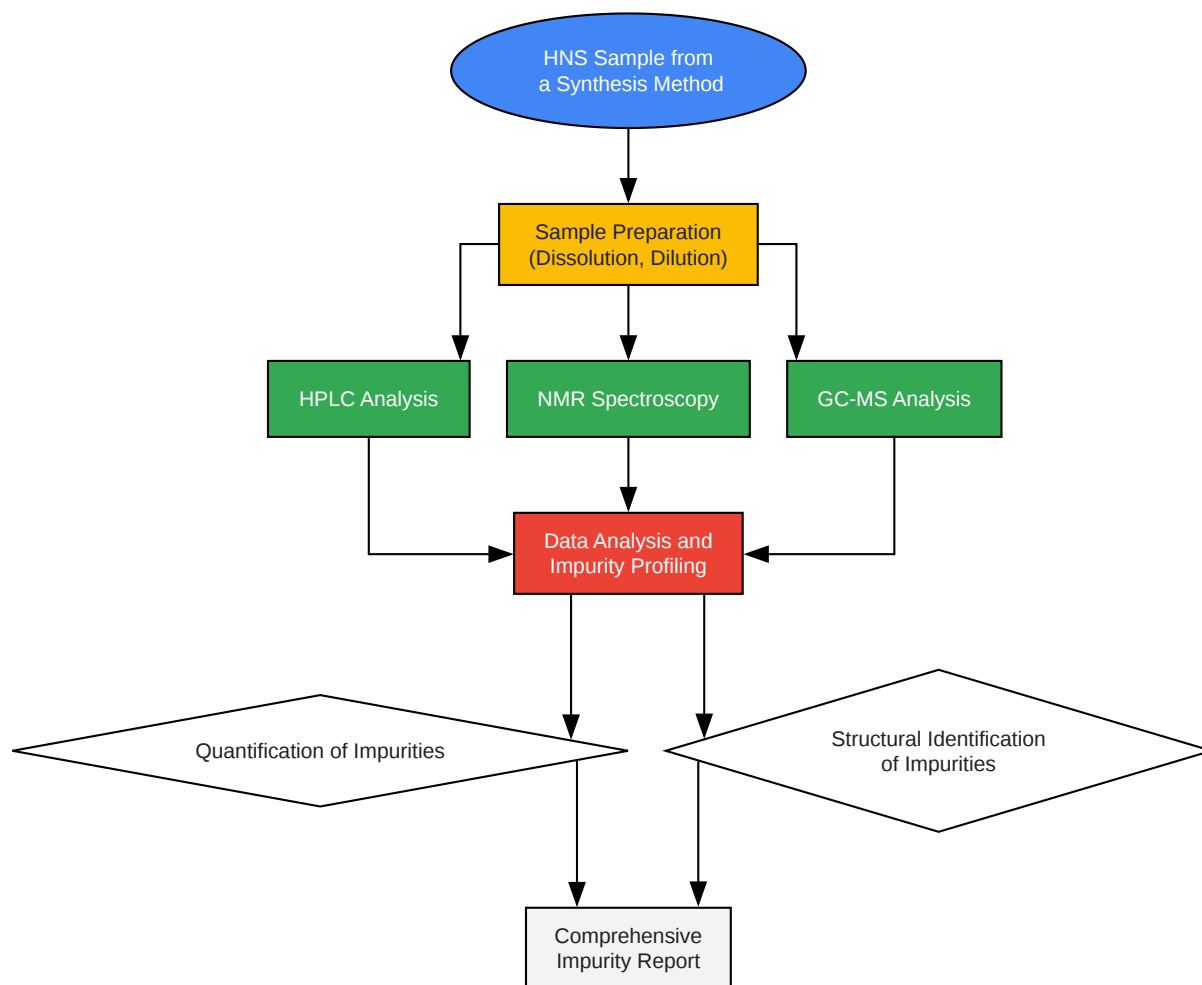 HNS Sample from
a Synthesis Method
Sample Preparation
(Dissolution, Dilution)
HPLC Analysis
NMR Spectroscopy
GC-MS Analysis
Data Analysis and
Impurity Profiling
Quantification of Impurities
Structural Identification
of Impurities
Comprehensive
Impurity Report